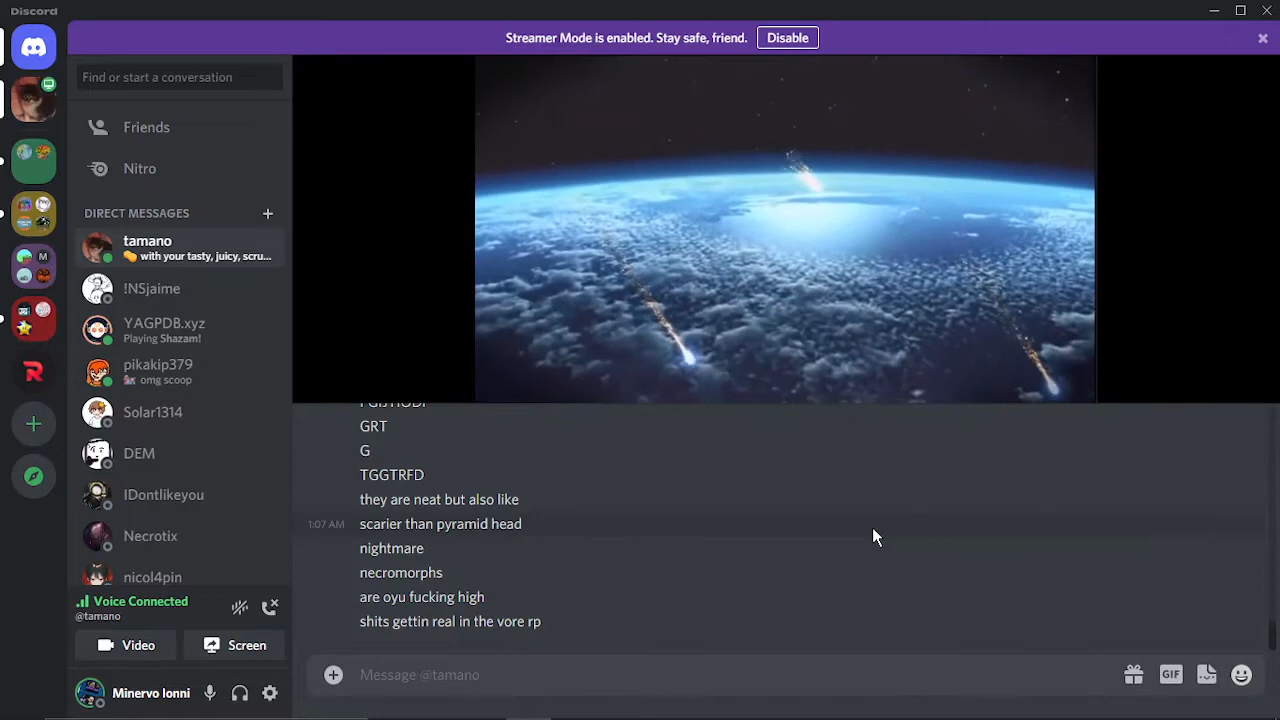 Discord
Streamer Mode is enabled. Stay safe, friend.
Disable
Find or start a conversation
Friends
Nitro
DIRECT MESSAGES
tamano
with your tasty, juicy, scru...
!NSjaime
YAGPDB.xyz
Playing Shazam!
pikakip379
omg scoop
Solar1314
DEM
IDontlikeyou
Necrotix
nicol4pin
Voice Connected
@tamano
Video
Screen
Minervo Ionni
GRT
G
TGGTRFD
they are neat but also like
1:07 AM
scarier than pyramid head
nightmare
necromorphs
are oyu fucking high
shits gettin real in the vore rp
Message @tamano
GIF